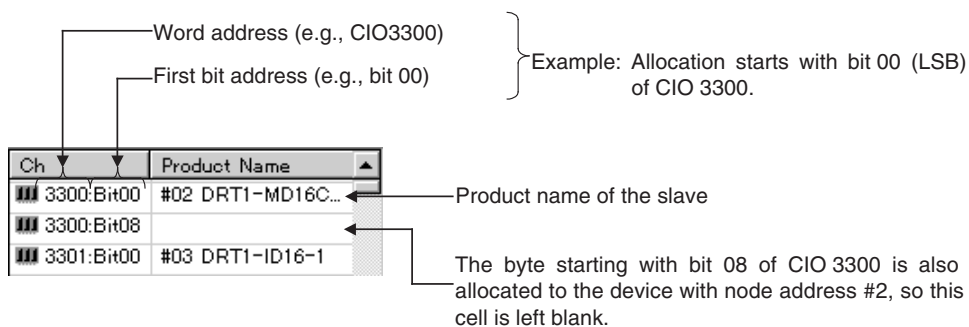 Word address (e.g., CIO3300)
First bit address (e.g., bit 00)
Example: Allocation starts with bit 00 (LSB)
of CIO 3300.
Ch Product Name
3300:Bit00 #02 DRT1-MD16C...
3300:Bit08
3301:Bit00 #03 DRT1-ID16-1
Product name of the slave
The byte starting with bit 08 of CIO 3300 is also
allocated to the device with node address #2, so this
cell is left blank.